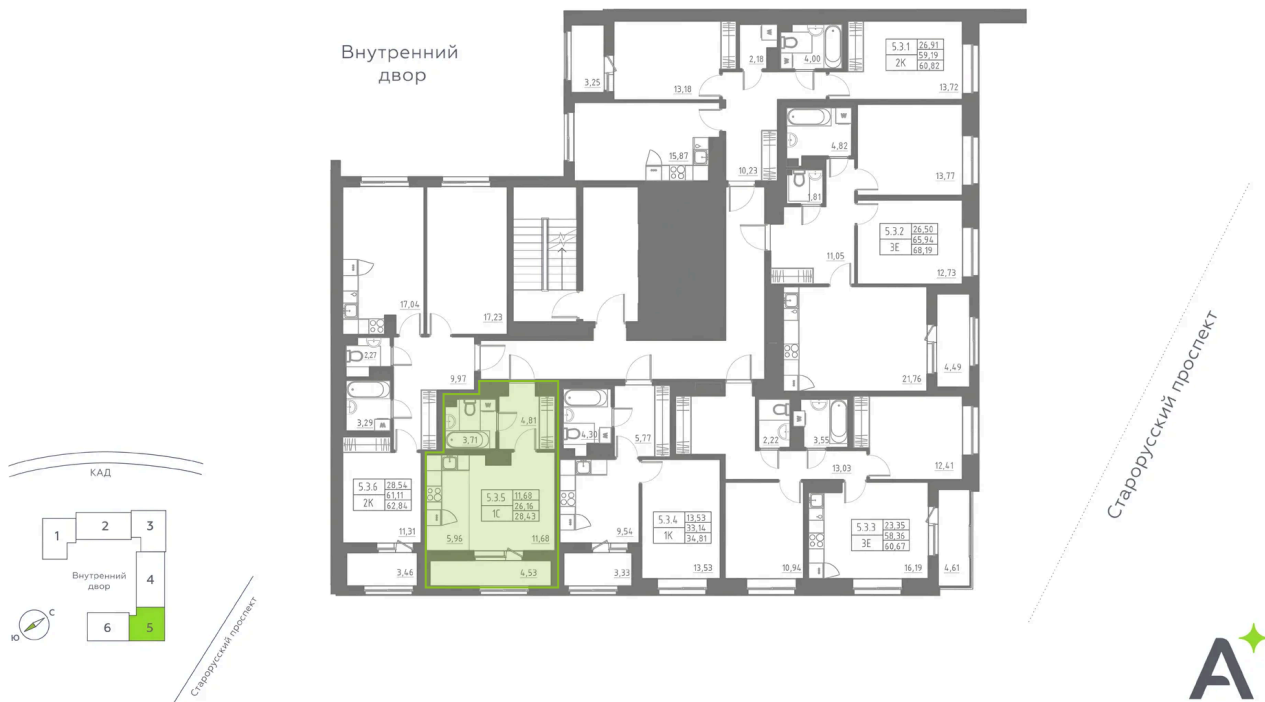 Внутренний
двор
3,25
13,18
2,18
4,00
W
W
5.3.1
2К
26,91
59,19
60,82
13,72
15,87
10,23
W
4,82
13,77
1,81
5.3.2
3Е
26,50
65,94
68,19
11,05
12,73
17,04
17,23
21,76
4,49
2,27
9,97
3,29
W
W
3,71
4,81
4,30
W
5,77
2,22
W
3,55
12,41
13,03
5.3.6
2К
28,54
61,11
62,84
11,31
5.3.5
1С
11,68
26,16
28,43
5,96
11,68
9,54
5.3.4
1К
13,53
33,14
34,81
13,53
10,94
5.3.3
3Е
23,35
58,36
60,67
16,19
4,61
3,46
4,53
3,33
Старорусский проспект
КАД
1
2
3
4
5
6
Внутренний
двор
С
Ю
Старорусский проспект
А